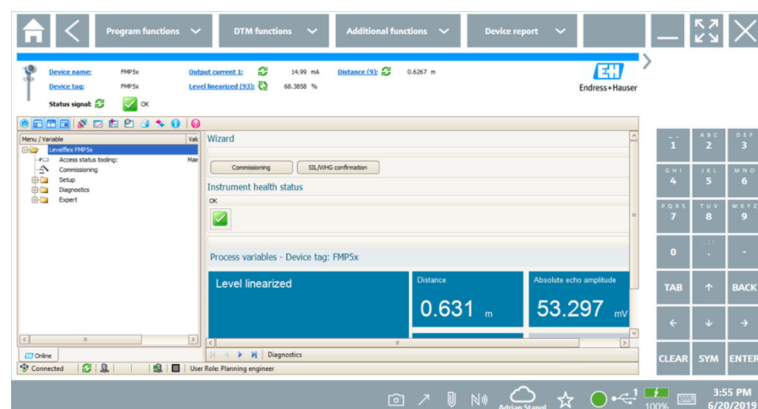 Program functions
DTM functions
Additional functions
Device report
Device name: FMP5x Output current 1: 14.99 mA Distance (9): 0.6267 m
Device tag: FMP5x Level linearized (93): 68.3858 %
Status signal: OK
EH
Endress+Hauser
Menu / Variable Val
Levelflex FMP5x
Access status tooling: Mai
Commissioning
Setup
Diagnostics
Expert
Wizard
Commissioning SIL/WHG confirmation
Instrument health status
OK
Process variables - Device tag: FMP5x
Level linearized
Distance
0.631 m
Absolute echo amplitude
53.297 mV
Online
Diagnostics
Connected User Role: Planning engineer
1
ABC
2
DEF
3
GHI
4
JKL
5
MNO
6
PQRS
7
TUV
8
WXYZ
9
0
.
-
TAB
BACK
CLEAR SYM ENTER
1
100%
3:55 PM
6/20/2019